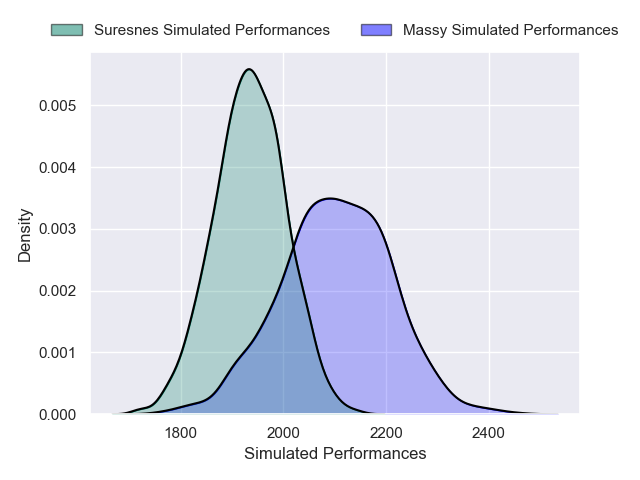 Suresnes Simulated Performances Massy Simulated Performances
0.005
0.004
0.003
0.002
0.001
0.000
Density
1800 2000 2200 2400
Simulated Performances